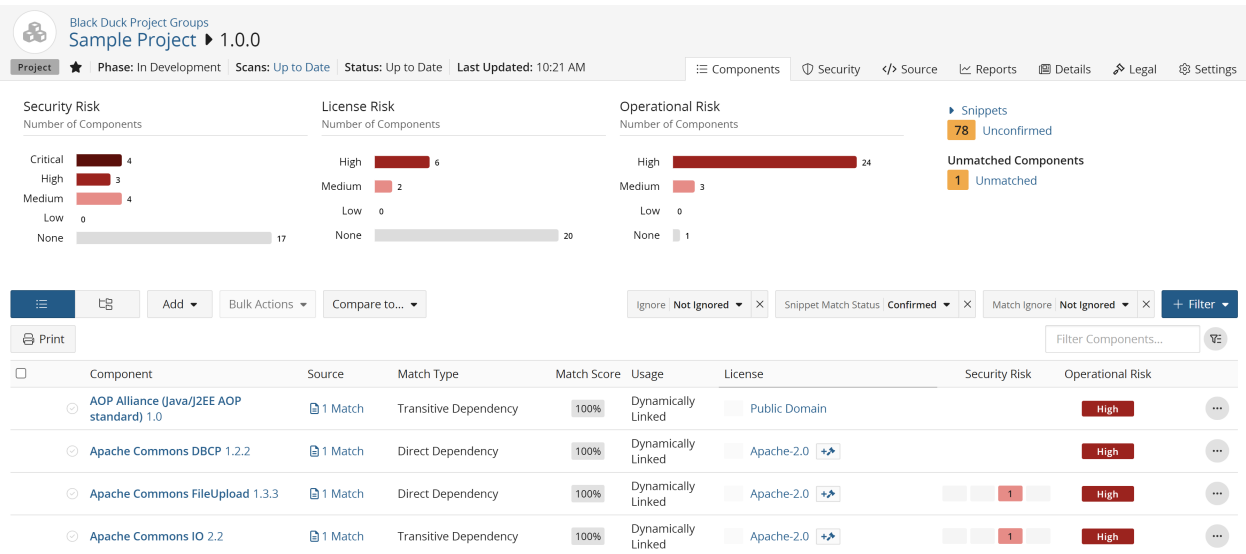 Black Duck Project Groups
Sample Project 1.0.0
Project Phase: In Development Scans: Up to Date Status: Up to Date Last Updated: 10:21 AM
Components Security Source Reports Details Legal Settings
Security Risk
Number of Components
Critical 4
High 3
Medium 4
Low 0
None 17
License Risk
Number of Components
High 6
Medium 2
Low 0
None 20
Operational Risk
Number of Components
High 24
Medium 3
Low 0
None 1
Snippets
78 Unconfirmed
Unmatched Components
1 Unmatched
Add Bulk Actions Compare to... Ignore Not Ignored Snippet Match Status Confirmed Match Ignore Not Ignored + Filter
Print Filter Components...
Component Source Match Type Match Score Usage License Security Risk Operational Risk
AOP Alliance (Java/J2EE AOP
standard) 1.0 1 Match Transitive Dependency 100% Dynamically
Linked Public Domain High
Apache Commons DBCP 1.2.2 1 Match Direct Dependency 100% Dynamically
Linked Apache-2.0 High
Apache Commons FileUpload 1.3.3 1 Match Direct Dependency 100% Dynamically
Linked Apache-2.0 1 High
Apache Commons IO 2.2 1 Match Transitive Dependency 100% Dynamically
Linked Apache-2.0 1 High